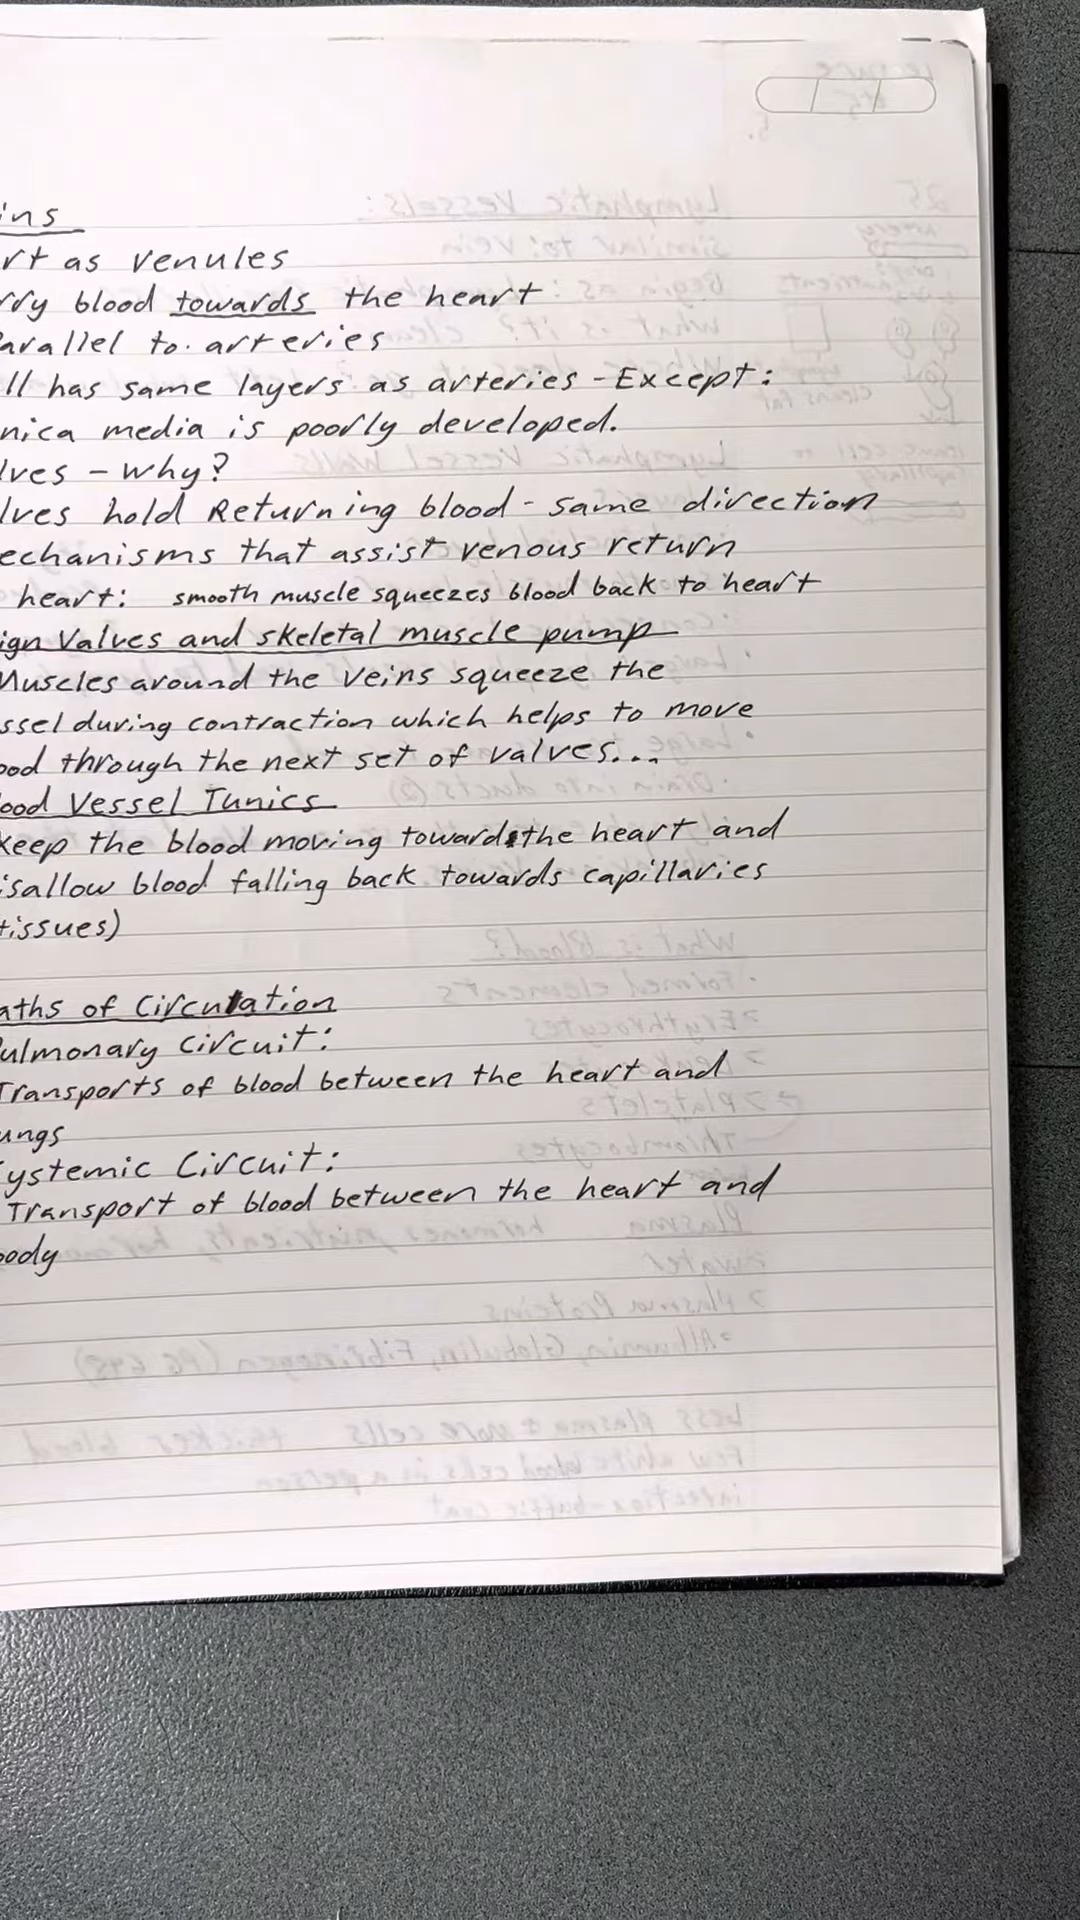 ins
rt as venules
rry blood towards the heart
arallel to arteries
ll has same layers as arteries - Except:
nica media is poorly developed.
lves - Why?
lves hold Returning blood - same direction
echanisms that assist venous return
heart: smooth muscle squeezes blood back to heart
ign Valves and skeletal muscle pump
Muscles around the Veins squeeze the
ssel during contraction which helps to move
ood through the next set of valves...
lood Vessel Tunics
keep the blood moving towards the heart and
isallow blood falling back towards capillaries
tissues)
aths of Circulation
Pulmonary Circuit:
Transports of blood between the heart and
ungs
ystemic Circuit:
Transport of blood between the heart and
body